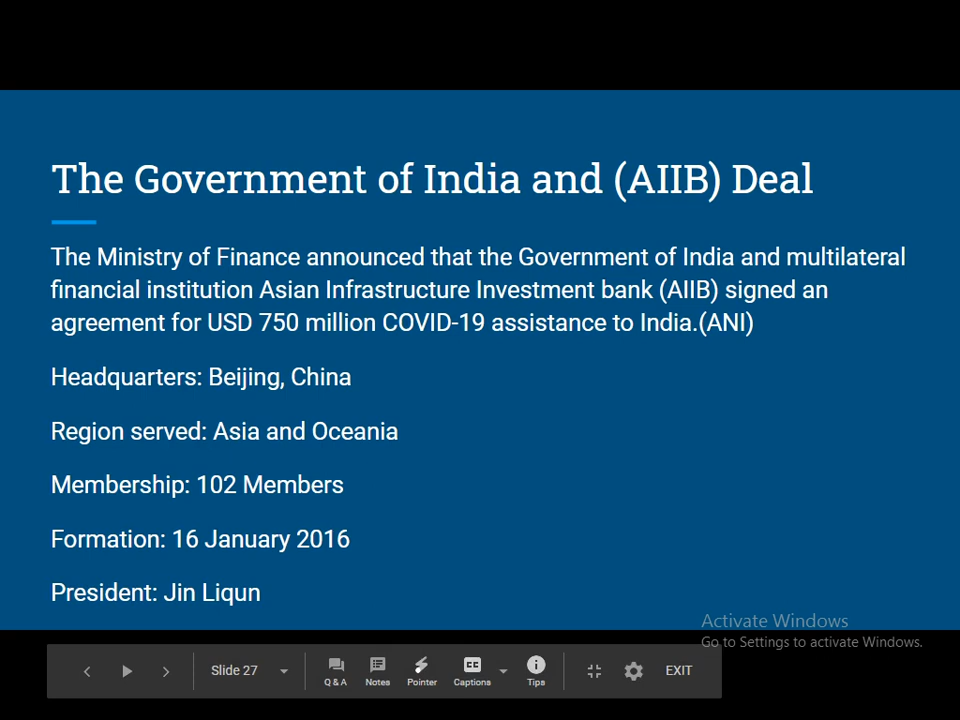 The Government of India and (AIIB) Deal
The Ministry of Finance announced that the Government of India and multilateral
financial institution Asian Infrastructure Investment bank (AIIB) signed an
agreement for USD 750 million COVID-19 assistance to India.(ANI)
Headquarters: Beijing, China
Region served: Asia and Oceania
Membership: 102 Members
Formation: 16 January 2016
President: Jin Liqun
Activate Windows
Go to Settings to activate Windows.
Slide 27
Q & A
Notes
Pointer
CC
Captions
Tips
EXIT